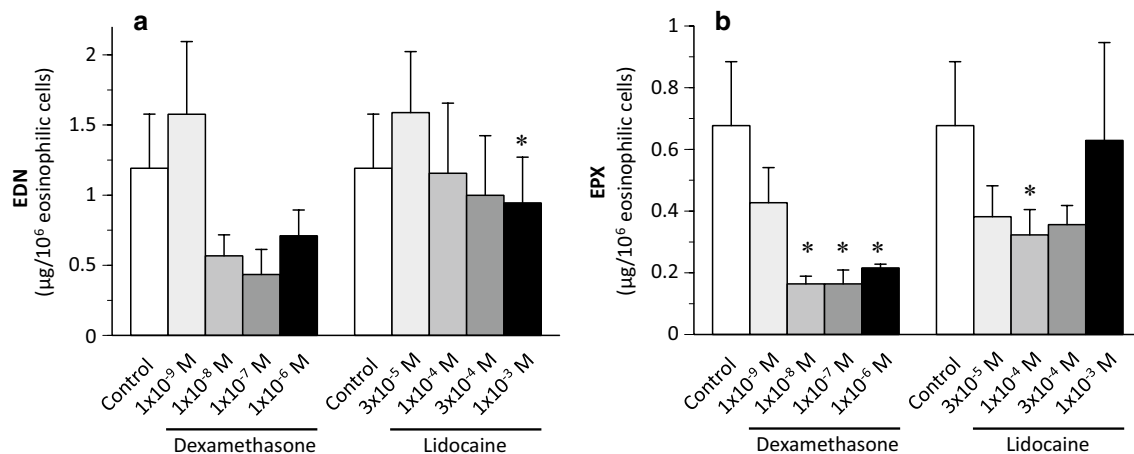 a
EDN
(µg/10⁶ eosinophilic cells)
2
1.5
1
0.5
0
*
Control
1x10⁻⁹ M
1x10⁻⁸ M
1x10⁻⁷ M
1x10⁻⁶ M
Control
3x10⁻⁵ M
1x10⁻⁴ M
3x10⁻⁴ M
1x10⁻³ M
Dexamethasone
Lidocaine
b
EPX
(µg/10⁶ eosinophilic cells)
1
0.8
0.6
0.4
0.2
0
* * *
*
Control
1x10⁻⁹ M
1x10⁻⁸ M
1x10⁻⁷ M
1x10⁻⁶ M
Control
3x10⁻⁵ M
1x10⁻⁴ M
3x10⁻⁴ M
1x10⁻³ M
Dexamethasone
Lidocaine